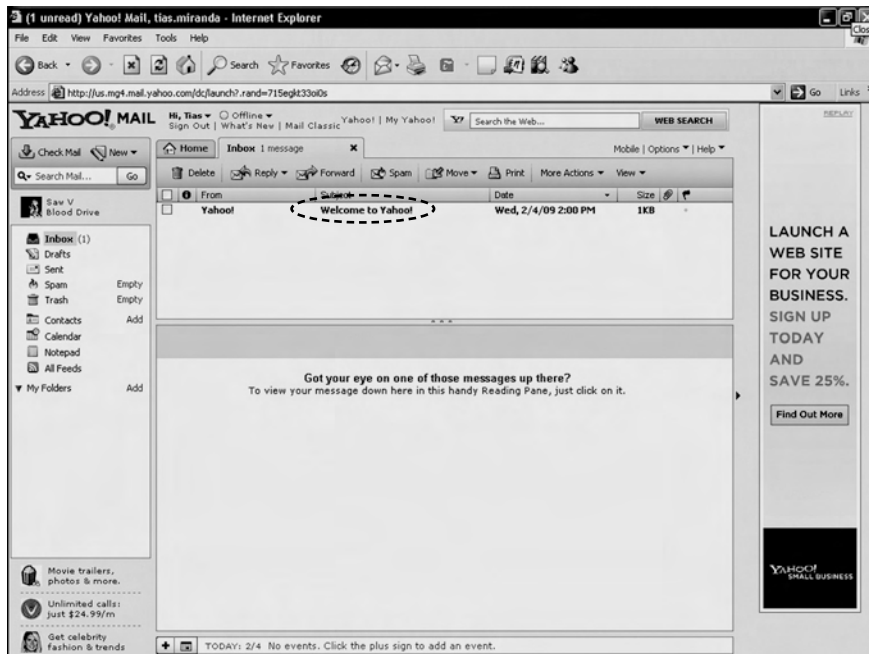 (1 unread) Yahoo! Mail, tias.miranda - Internet Explorer
Clos
File Edit View Favorites Tools Help
Back Search Favorites
Address http://us.mg4.mail.yahoo.com/dc/launch?.rand=715egkt33oi0s Go Links
YAHOO! MAIL
Hi, Tias Offline
Sign Out | What's New | Mail Classic Yahoo! | My Yahoo!
Y! Search the Web... WEB SEARCH
REPLAY
Check Mail New
Home Inbox 1 message x Mobile | Options | Help
Search Mail... Go
Delete Reply Forward Spam Move Print More Actions View
From Subject Date Size
Yahoo! Welcome to Yahoo! Wed, 2/4/09 2:00 PM 1KB
Saw V
Blood Drive
Inbox (1)
Drafts
Sent
Spam Empty
Trash Empty
Contacts Add
Calendar
Notepad
All Feeds
My Folders Add
Got your eye on one of those messages up there?
To view your message down here in this handy Reading Pane, just click on it.
LAUNCH A
WEB SITE
FOR YOUR
BUSINESS.
SIGN UP
TODAY
AND
SAVE 25%.
Find Out More
YAHOO!
SMALL BUSINESS
Movie trailers,
photos & more.
Unlimited calls:
just $24.99/m
Get celebrity
fashion & trends
TODAY: 2/4 No events. Click the plus sign to add an event.